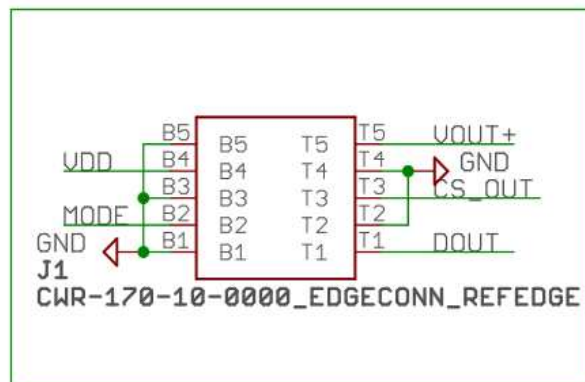 B5 B5 T5 T5 VOUT+
VDD B4 B4 T4 T4 GND
B3 B3 T3 T3 CS_OUT
MODE B2 B2 T2 T2
GND B1 B1 T1 T1 DOUT
J1
CWR-170-10-0000_EDGECONN_REFEDGE